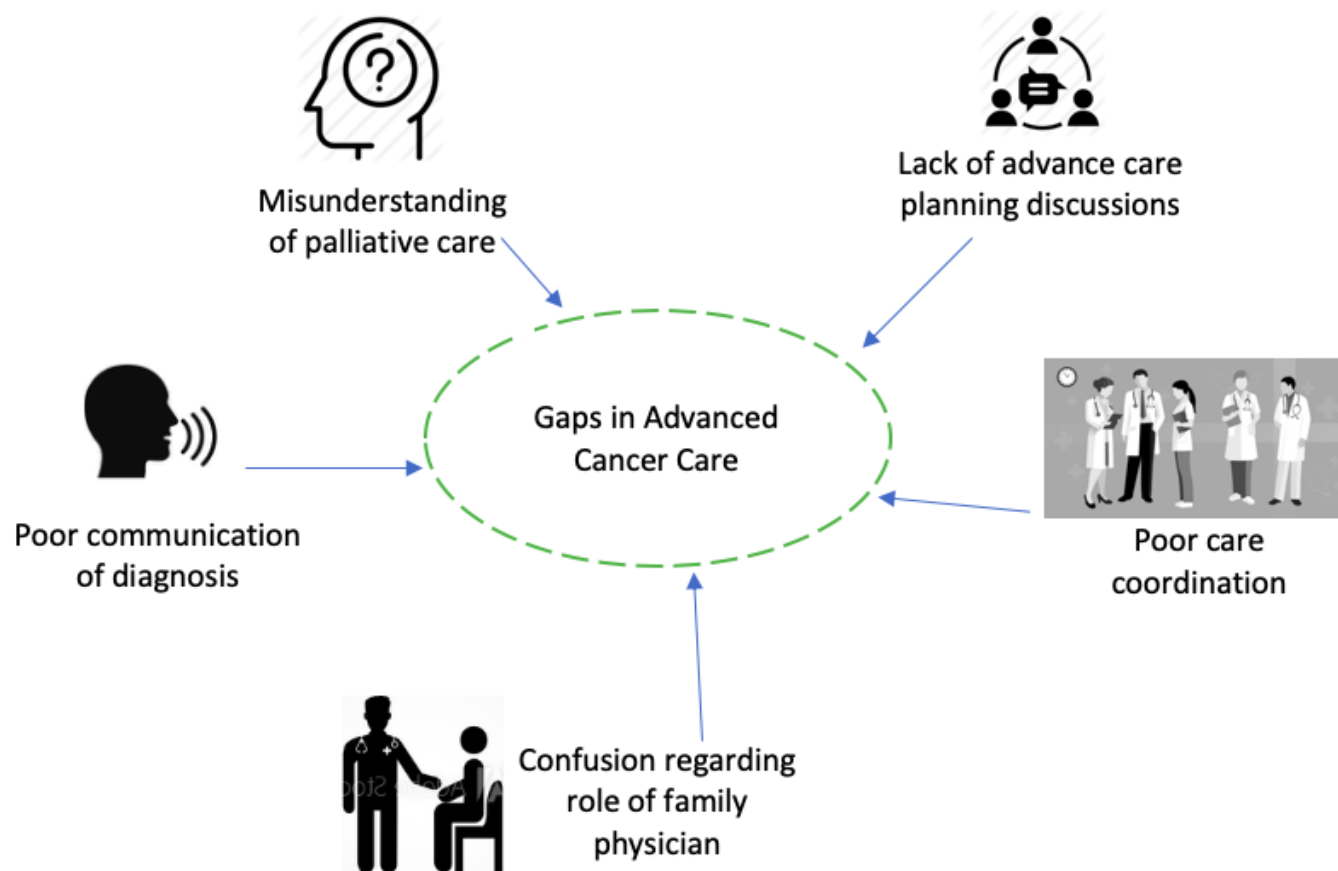 Misunderstanding
of palliative care
Lack of advance care
planning discussions
Gaps in Advanced
Cancer Care
Poor communication
of diagnosis
Poor care
coordination
Confusion regarding
role of family
physician